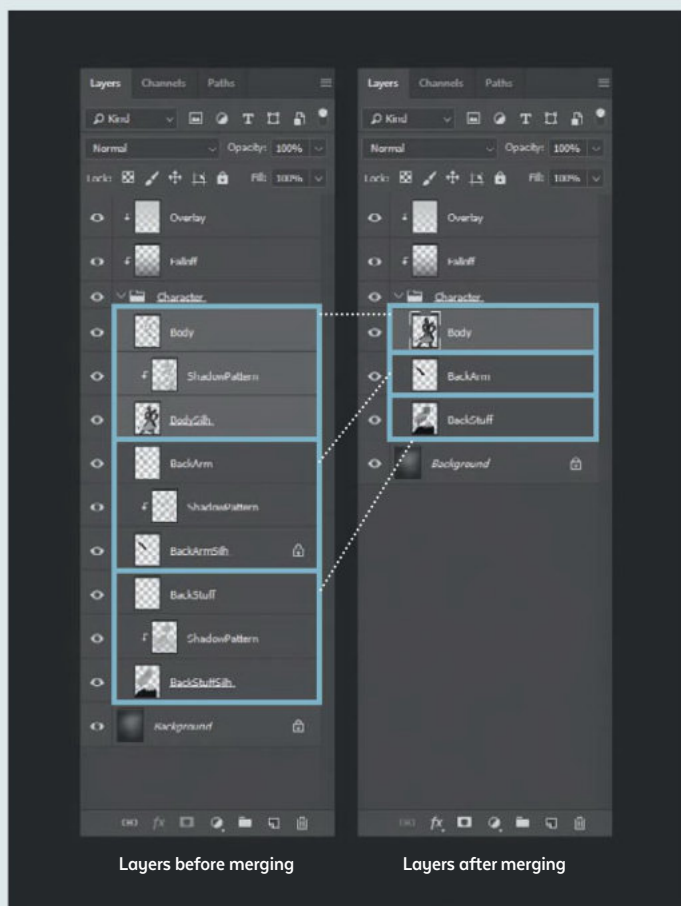 Layers Channels Paths
Kind
Normal Opacity: 100%
Lock: Fill: 100%
Overlay
Falloff
Character
Body
ShadowPattern
BodySilh.
BackArm
ShadowPattern
BackArmSilh
BackStuff
ShadowPattern
BackStuffSilh.
Background
fx
Layers before merging
Layers Channels Paths
Kind
Normal Opacity: 100%
Lock: Fill: 100%
Overlay
Falloff
Character
Body
BackArm
BackStuff
Background
fx
Layers after merging